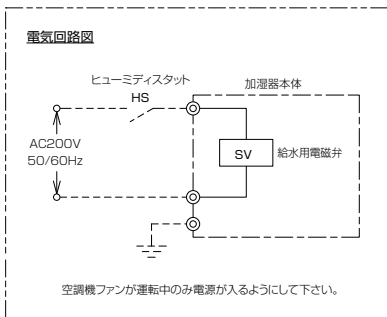 電気回路図
ヒューミディスタット
HS
加湿器本体
AC200V
50/60Hz
SV
給水用電磁弁
空調機ファンが運転中のみ電源が入るようにして下さい。